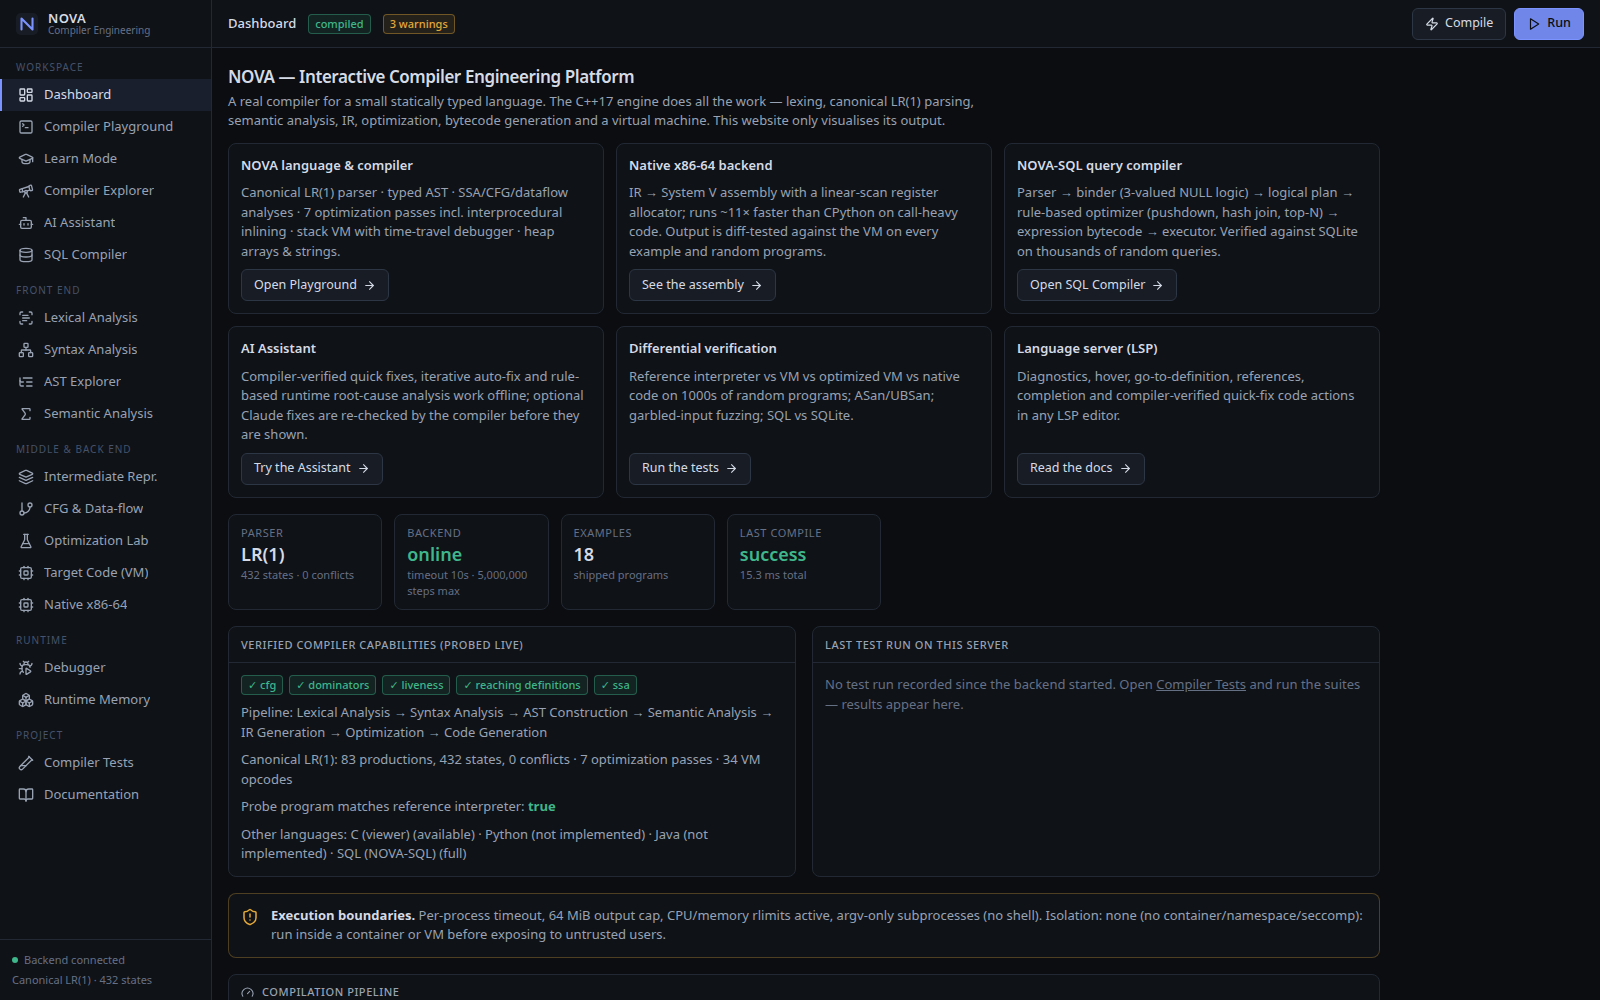 NOVA
Compiler Engineering
WORKSPACE
Dashboard
Compiler Playground
Learn Mode
Compiler Explorer
AI Assistant
SQL Compiler
FRONT END
Lexical Analysis
Syntax Analysis
AST Explorer
Semantic Analysis
MIDDLE & BACK END
Intermediate Repr.
CFG & Data-flow
Optimization Lab
Target Code (VM)
Native x86-64
RUNTIME
Debugger
Runtime Memory
PROJECT
Compiler Tests
Documentation
Backend connected
Canonical LR(1) · 432 states
Dashboard compiled 3 warnings
Compile Run
NOVA — Interactive Compiler Engineering Platform
A real compiler for a small statically typed language. The C++17 engine does all the work — lexing, canonical LR(1) parsing,
semantic analysis, IR, optimization, bytecode generation and a virtual machine. This website only visualises its output.
NOVA language & compiler
Canonical LR(1) parser · typed AST · SSA/CFG/dataflow
analyses · 7 optimization passes incl. interprocedural
inlining · stack VM with time-travel debugger · heap
arrays & strings.
Open Playground →
Native x86-64 backend
IR → System V assembly with a linear-scan register
allocator; runs ~11× faster than CPython on call-heavy
code. Output is diff-tested against the VM on every
example and random programs.
See the assembly →
NOVA-SQL query compiler
Parser → binder (3-valued NULL logic) → logical plan →
rule-based optimizer (pushdown, hash join, top-N) →
expression bytecode → executor. Verified against SQLite
on thousands of random queries.
Open SQL Compiler →
AI Assistant
Compiler-verified quick fixes, iterative auto-fix and rule-
based runtime root-cause analysis work offline; optional
Claude fixes are re-checked by the compiler before they
are shown.
Try the Assistant →
Differential verification
Reference interpreter vs VM vs optimized VM vs native
code on 1000s of random programs; ASan/UBSan;
garbled-input fuzzing; SQL vs SQLite.
Run the tests →
Language server (LSP)
Diagnostics, hover, go-to-definition, references,
completion and compiler-verified quick-fix code actions
in any LSP editor.
Read the docs →
PARSER
LR(1)
432 states · 0 conflicts
BACKEND
online
timeout 10s · 5,000,000
steps max
EXAMPLES
18
shipped programs
LAST COMPILE
success
15.3 ms total
VERIFIED COMPILER CAPABILITIES (PROBED LIVE)
✓ cfg ✓ dominators ✓ liveness ✓ reaching definitions ✓ ssa
Pipeline: Lexical Analysis → Syntax Analysis → AST Construction → Semantic Analysis →
IR Generation → Optimization → Code Generation
Canonical LR(1): 83 productions, 432 states, 0 conflicts · 7 optimization passes · 34 VM
opcodes
Probe program matches reference interpreter: true
Other languages: C (viewer) (available) · Python (not implemented) · Java (not
implemented) · SQL (NOVA-SQL) (full)
LAST TEST RUN ON THIS SERVER
No test run recorded since the backend started. Open Compiler Tests and run the suites
— results appear here.
Execution boundaries. Per-process timeout, 64 MiB output cap, CPU/memory rlimits active, argv-only subprocesses (no shell). Isolation: none (no container/namespace/seccomp):
run inside a container or VM before exposing to untrusted users.
COMPILATION PIPELINE